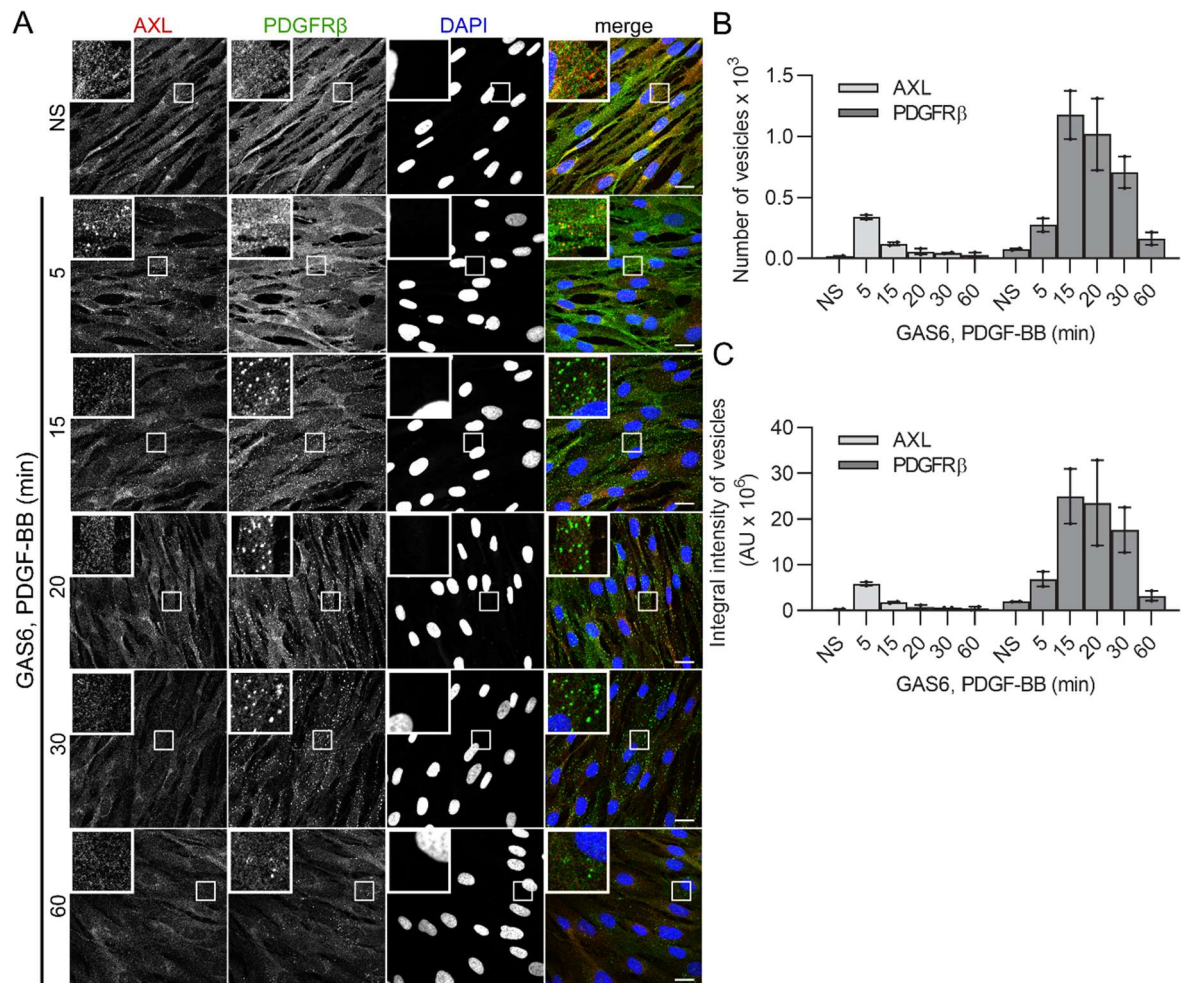 A
AXL
PDGFRβ
DAPI
merge
NS
5
15
20
30
60
GAS6, PDGF-BB (min)
B
Number of vesicles x 10³
1.5
1.0
0.5
0.0
AXL
PDGFRβ
NS 5 15 20 30 60 NS 5 15 20 30 60
GAS6, PDGF-BB (min)
C
Integral intensity of vesicles
(AU x 10⁶)
40
30
20
10
0
AXL
PDGFRβ
NS 5 15 20 30 60 NS 5 15 20 30 60
GAS6, PDGF-BB (min)